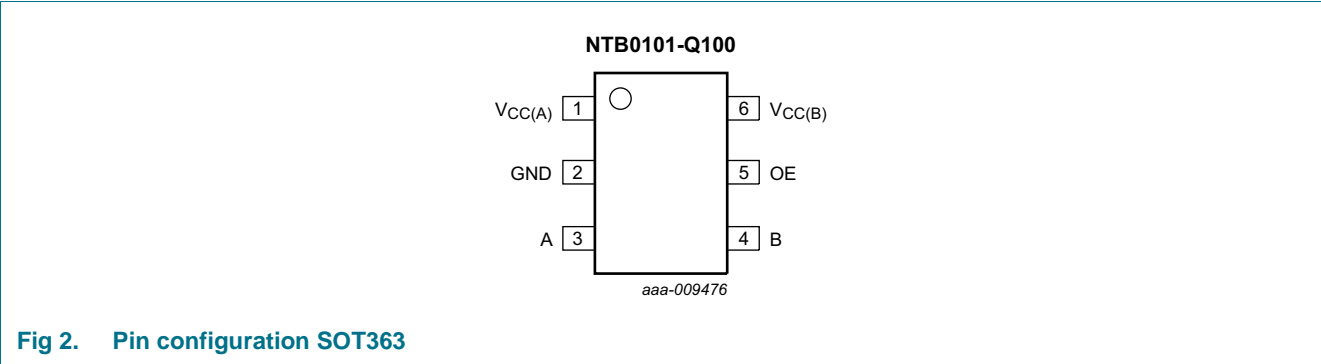 NTB0101-Q100
VCC(A) 1 6 VCC(B)
GND 2 5 OE
A 3 4 B
aaa-009476
Fig 2. Pin configuration SOT363